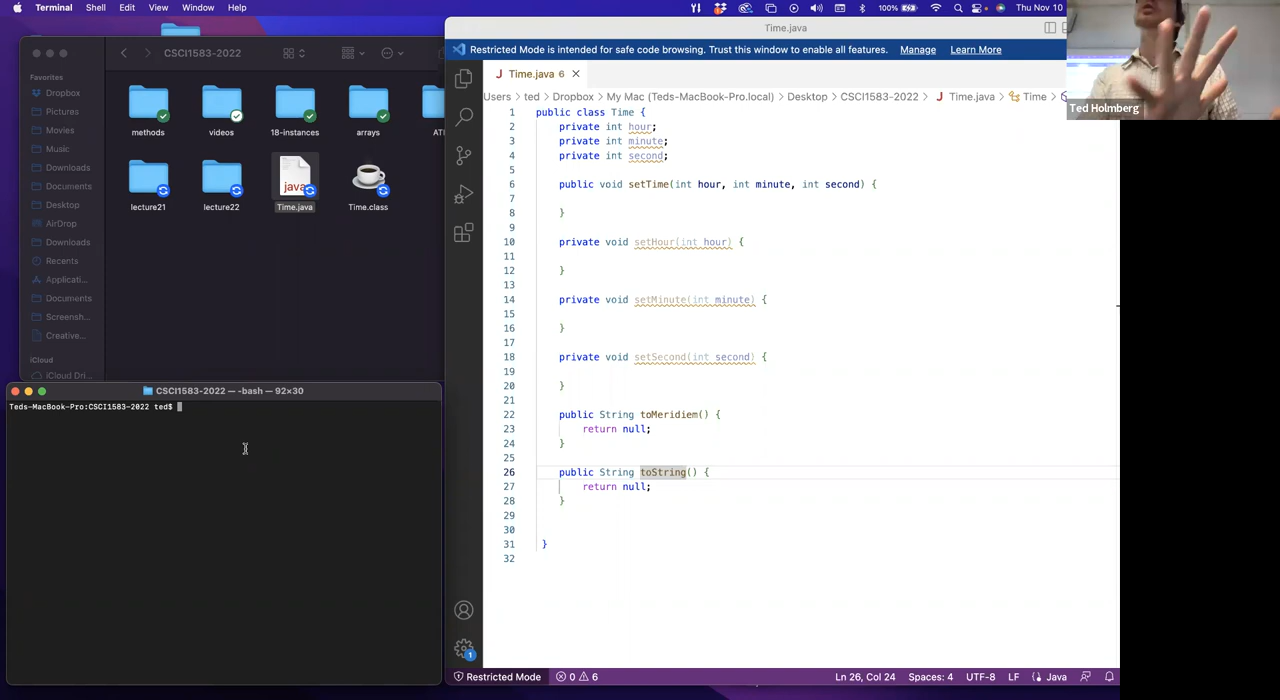 Terminal Shell Edit View Window Help 100% Thu Nov 10
CSCI1583-2022
Favorites
Dropbox
Pictures
Movies
Music
Downloads
Documents
Desktop
AirDrop
Downloads
Recents
Applicati...
Documents
Screensh...
Creative...
iCloud
iCloud Dri...
methods videos 18-instances arrays
lecture21 lecture22 Time.java Time.class
java
CSCI1583-2022 — -bash — 92×30
Teds-MacBook-Pro:CSCI1583-2022 ted$
Time.java
Restricted Mode is intended for safe code browsing. Trust this window to enable all features. Manage Learn More
J Time.java 6 ×
Users > ted > Dropbox > My Mac (Teds-MacBook-Pro.local) > Desktop > CSCI1583-2022 > J Time.java > Time >
1 public class Time {
2 private int hour;
3 private int minute;
4 private int second;
5
6 public void setTime(int hour, int minute, int second) {
7
8 }
9
10 private void setHour(int hour) {
11
12 }
13
14 private void setMinute(int minute) {
15
16 }
17
18 private void setSecond(int second) {
19
20 }
21
22 public String toMeridiem() {
23 return null;
24 }
25
26 public String toString() {
27 return null;
28 }
29
30
31 }
32
1
Restricted Mode 0 6 Ln 26, Col 24 Spaces: 4 UTF-8 LF Java
Ted Holmberg